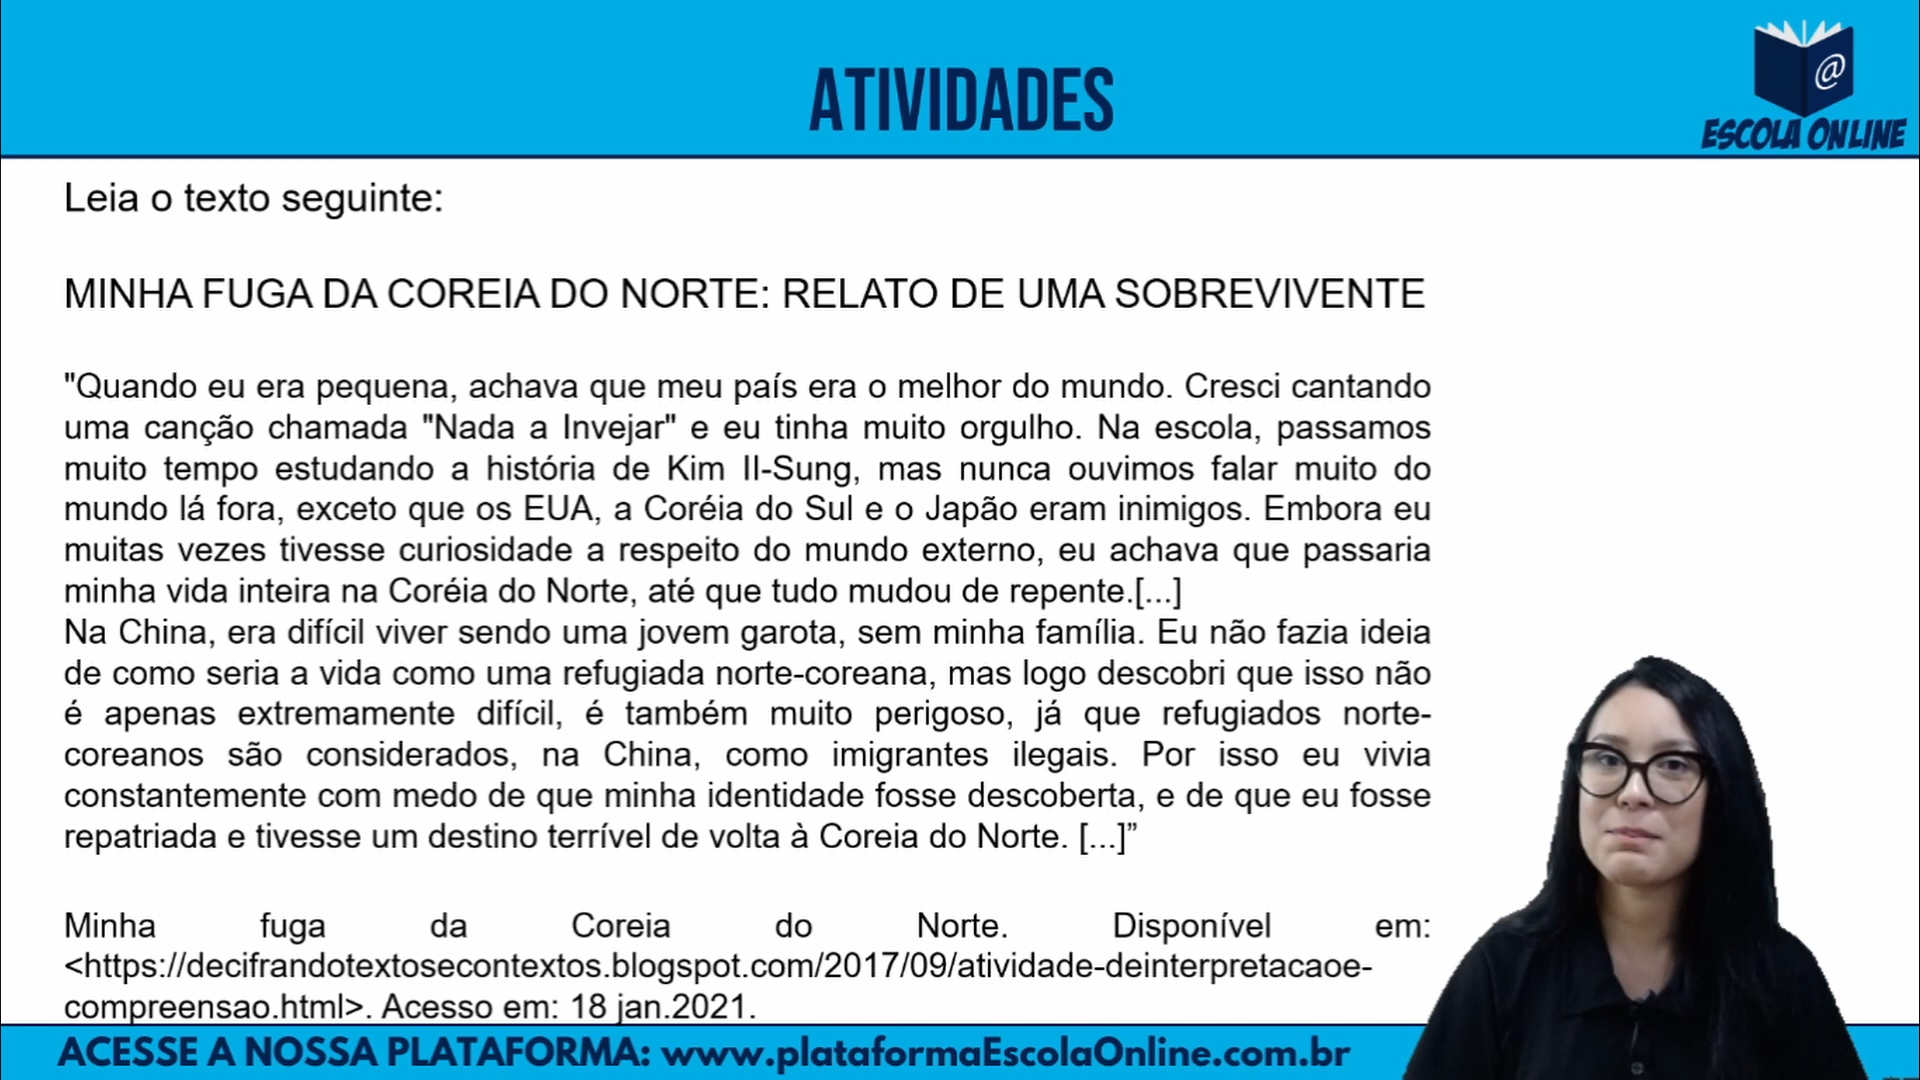 ATIVIDADES
@
ESCOLA ONLINE
Leia o texto seguinte:
MINHA FUGA DA COREIA DO NORTE: RELATO DE UMA SOBREVIVENTE
"Quando eu era pequena, achava que meu país era o melhor do mundo. Cresci cantando
uma canção chamada "Nada a Invejar" e eu tinha muito orgulho. Na escola, passamos
muito tempo estudando a história de Kim Il-Sung, mas nunca ouvimos falar muito do
mundo lá fora, exceto que os EUA, a Coréia do Sul e o Japão eram inimigos. Embora eu
muitas vezes tivesse curiosidade a respeito do mundo externo, eu achava que passaria
minha vida inteira na Coréia do Norte, até que tudo mudou de repente.[...]
Na China, era difícil viver sendo uma jovem garota, sem minha família. Eu não fazia ideia
de como seria a vida como uma refugiada norte-coreana, mas logo descobri que isso não
é apenas extremamente difícil, é também muito perigoso, já que refugiados norte-
coreanos são considerados, na China, como imigrantes ilegais. Por isso eu vivia
constantemente com medo de que minha identidade fosse descoberta, e de que eu fosse
repatriada e tivesse um destino terrível de volta à Coreia do Norte. [...]”
Minha fuga da Coreia do Norte. Disponível em:
<https://decifrandotextosecontextos.blogspot.com/2017/09/atividade-deinterpretacaoe-
compreensao.html>. Acesso em: 18 jan.2021.
ACESSE A NOSSA PLATAFORMA: www.plataformaEscolaOnline.com.br